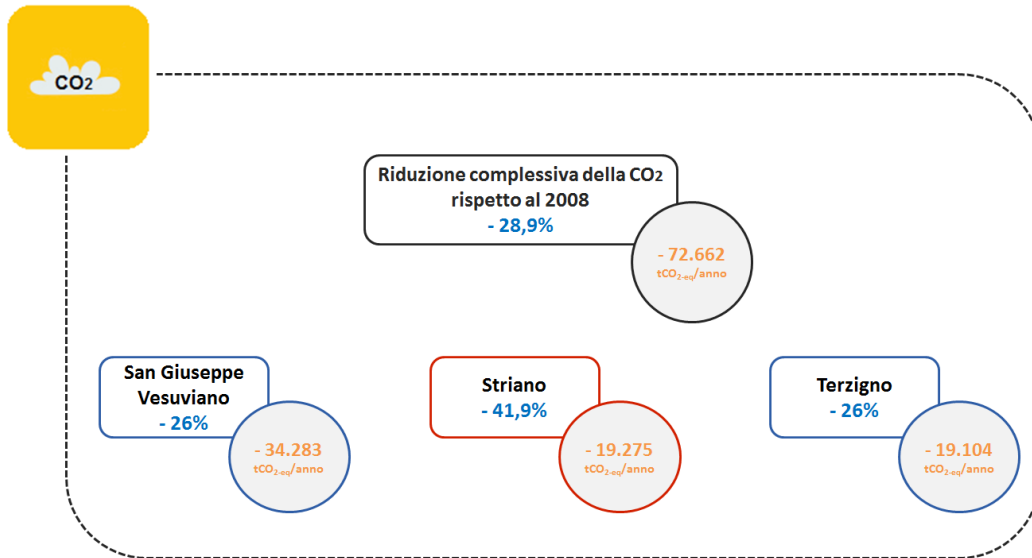 CO2
Riduzione complessiva della CO2
rispetto al 2008
- 28,9%
- 72.662
tCO2-eq/anno
San Giuseppe
Vesuviano
- 26%
- 34.283
tCO2-eq/anno
Striano
- 41,9%
- 19.275
tCO2-eq/anno
Terzigno
- 26%
- 19.104
tCO2-eq/anno